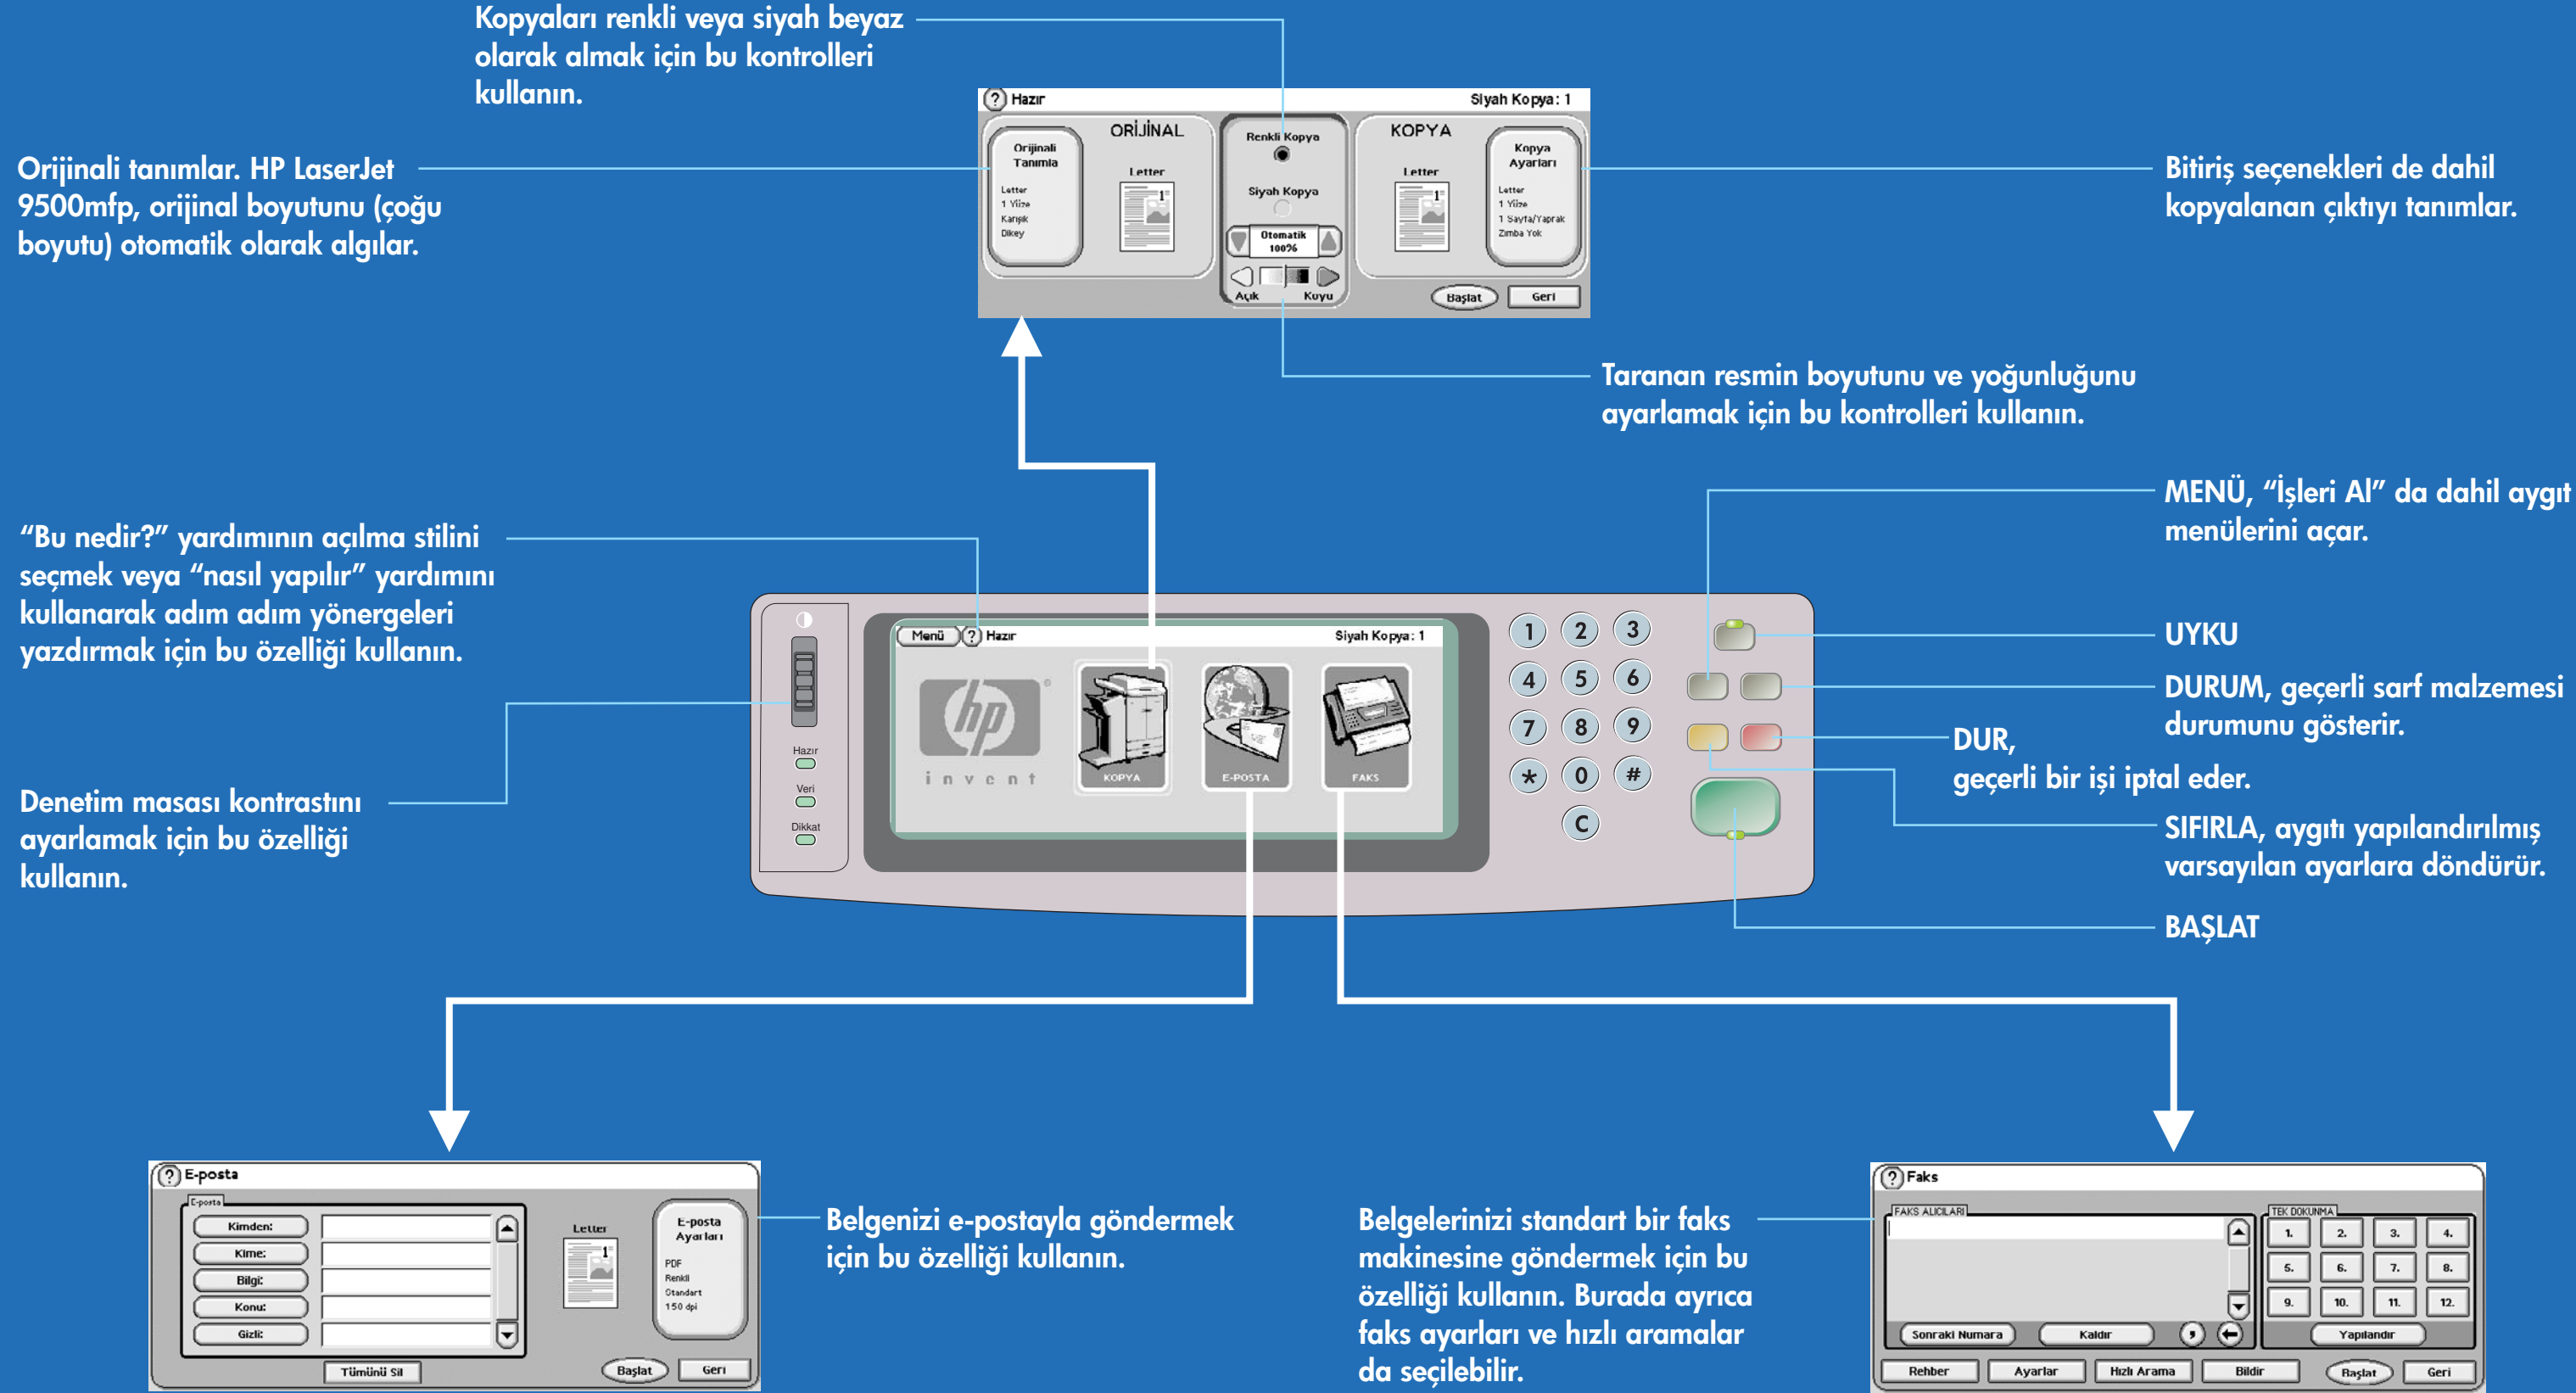 Kopyaları renkli veya siyah beyaz
olarak almak için bu kontrolleri
kullanın.
? Hazır
Siyah Kopya: 1
ORİJİNAL
Orijinali
Tanımla
Letter
1 Yüze
Karışık
Dikey
Letter
1
Renkli Kopya
Siyah Kopya
Otomatik
100%
Açık Kuyu
KOPYA
Letter
1
Kopya
Ayarları
Letter
1 Yüze
1 Sayfa/Yaprak
Zımba Yok
Başlat
Geri
Orijinali tanımlar. HP LaserJet
9500mfp, orijinal boyutunu (çoğu
boyutu) otomatik olarak algılar.
Bitiriş seçenekleri de dahil
kopyalanan çıktıyı tanımlar.
Taranan resmin boyutunu ve yoğunluğunu
ayarlamak için bu kontrolleri kullanın.
“Bu nedir?” yardımının açılma stilini
seçmek veya “nasıl yapılır” yardımını
kullanarak adım adım yönergeleri
yazdırmak için bu özelliği kullanın.
Denetim masası kontrastını
ayarlamak için bu özelliği
kullanın.
Hazır
Veri
Dikkat
Menü ? Hazır
Siyah Kopya: 1
hp®
invent
KOPYA
E-POSTA
FAKS
1 2 3
4 5 6
7 8 9
* 0 #
C
MENÜ, “İşleri Al” da dahil aygıt
menülerini açar.
UYKU
DURUM, geçerli sarf malzemesi
durumunu gösterir.
DUR,
geçerli bir işi iptal eder.
SIFIRLA, aygıtı yapılandırılmış
varsayılan ayarlara döndürür.
BAŞLAT
? E-posta
E-posta
Kimden:
Kime:
Bilgi:
Konu:
Gizli:
Tümünü Sil
Letter
1
E-posta
Ayarları
PDF
Renkli
Standart
150 dpi
Başlat
Geri
Belgenizi e-postayla göndermek
için bu özelliği kullanın.
Belgelerinizi standart bir faks
makinesine göndermek için bu
özelliği kullanın. Burada ayrıca
faks ayarları ve hızlı aramalar
da seçilebilir.
? Faks
FAKS ALICILARI
TEK DOKUNMA
1. 2. 3. 4.
5. 6. 7. 8.
9. 10. 11. 12.
Sonraki Numara
Kaldır
,
Yapılandır
Rehber
Ayarlar
Hızlı Arama
Bildir
Başlat
Geri